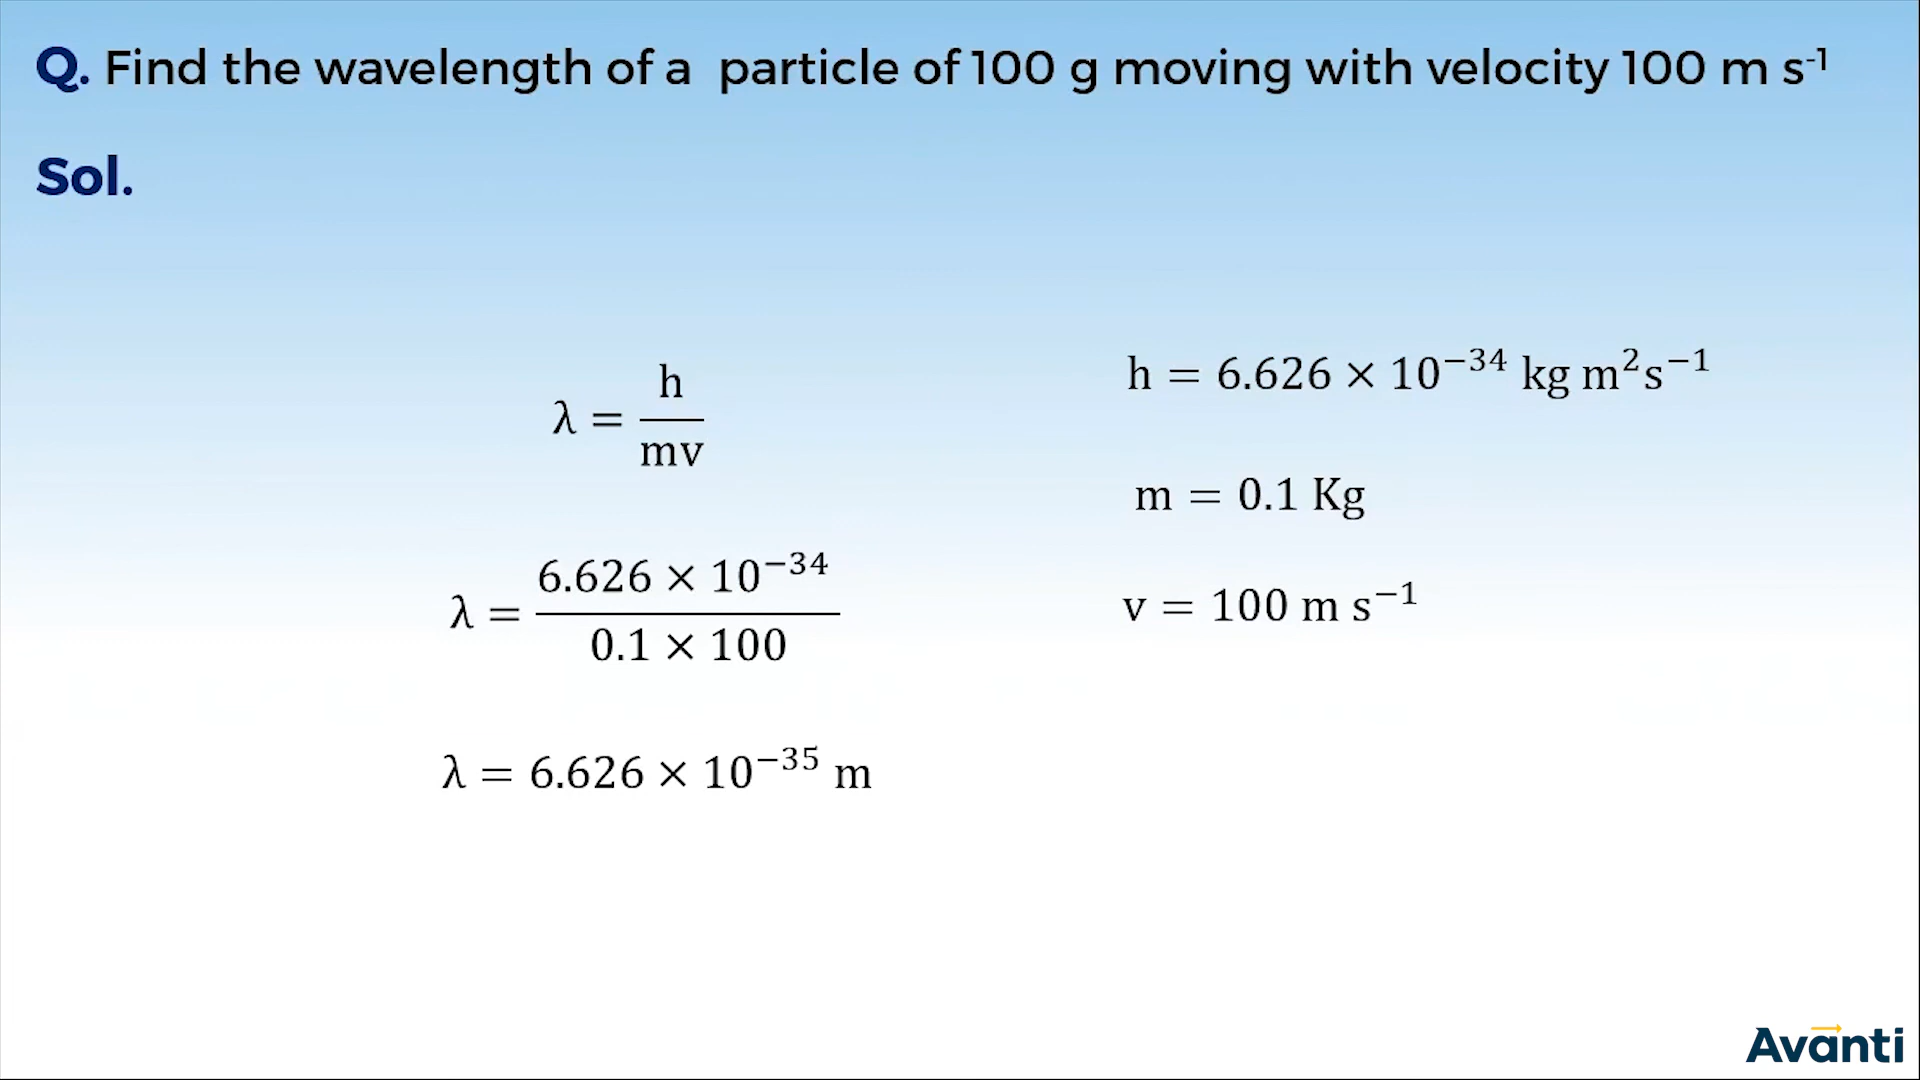 Q. Find the wavelength of a particle of 100 g moving with velocity 100 m s⁻¹
Sol.
λ = h/mv
λ = 6.626 × 10⁻³⁴/0.1 × 100
λ = 6.626 × 10⁻³⁵ m
h = 6.626 × 10⁻³⁴ kg m²s⁻¹
m = 0.1 Kg
v = 100 m s⁻¹
Avanti